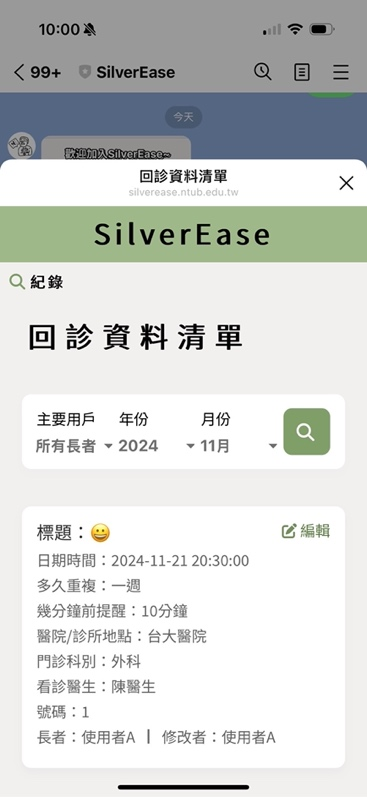 10:00
99+ SilverEase
今天
歡迎加入SilverEase~
回診資料清單
silverease.ntub.edu.tw
SilverEase
紀錄
回診資料清單
主要用戶 年份 月份
所有長者 2024 11月
標題：😀 編輯
日期時間：2024-11-21 20:30:00
多久重複：一週
幾分鐘前提醒：10分鐘
醫院/診所地點：台大醫院
門診科別：外科
看診醫生：陳醫生
號碼：1
長者：使用者A | 修改者：使用者A